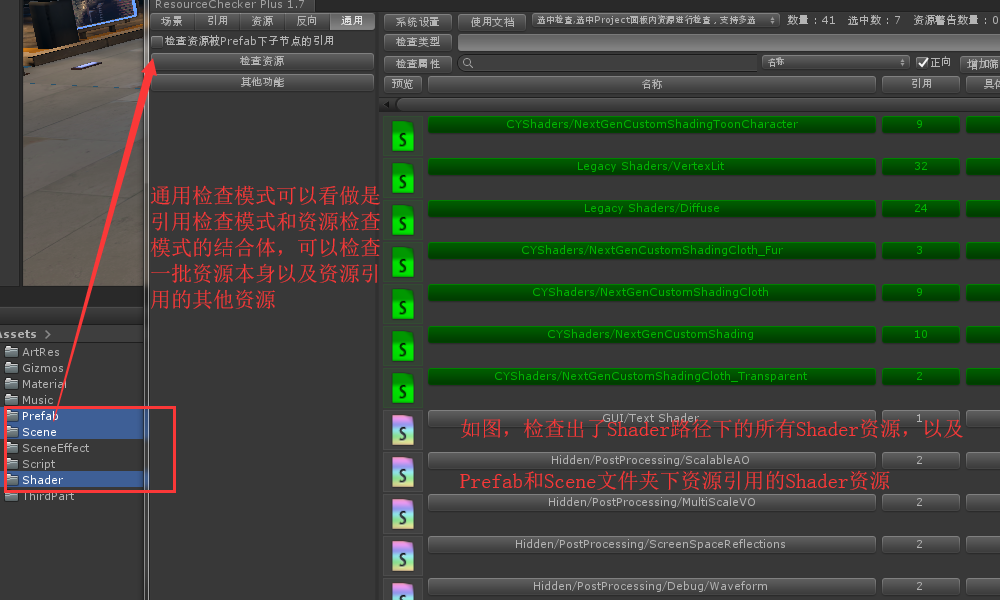 ResourceChecker Plus 1.7
场景 引用 资源 反向 通用
检查资源被Prefab下子节点的引用
检查资源
其他功能
系统设置 使用文档 选中检查,选中Project面板内资源进行检查，支持多选 数量：41 选中数：7 资源警告数量：0
检查类型
检查属性 名称 正向 增加筛
预览 名称 引用 具体
CYShaders/NextGenCustomShadingToonCharacter 9
Legacy Shaders/VertexLit 32
Legacy Shaders/Diffuse 24
CYShaders/NextGenCustomShadingCloth_Fur 3
CYShaders/NextGenCustomShadingCloth 9
CYShaders/NextGenCustomShading 10
CYShaders/NextGenCustomShadingCloth_Transparent 2
GUI/Text Shader 1
Hidden/PostProcessing/ScalableAO 2
Hidden/PostProcessing/MultiScaleVO 2
Hidden/PostProcessing/ScreenSpaceReflections 2
Hidden/PostProcessing/Debug/Waveform 2
通用检查模式可以看做是
引用检查模式和资源检查
模式的结合体，可以检查
一批资源本身以及资源引
用的其他资源
如图，检查出了Shader路径下的所有Shader资源，以及
Prefab和Scene文件夹下资源引用的Shader资源
Assets
ArtRes
Gizmos
Material
Music
Prefab
Scene
SceneEffect
Script
Shader
ThirdPart